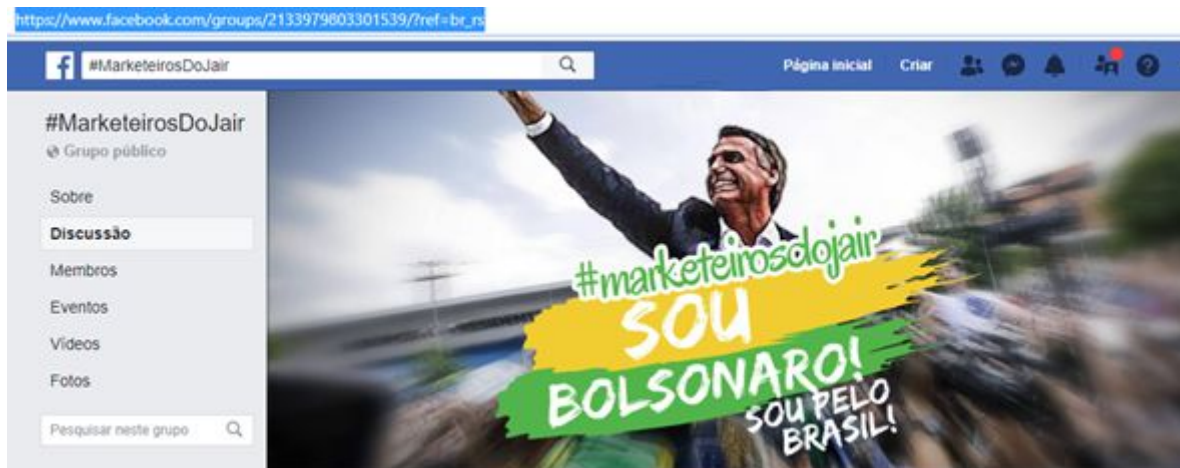 https://www.facebook.com/groups/2133979803301539/?ref=br_rs
#MarketeirosDoJair
Página inicial
Criar
#MarketeirosDoJair
Grupo público
Sobre
Discussão
Membros
Eventos
Vídeos
Fotos
Pesquisar neste grupo
#marketeirosdojair
SOU
BOLSONARO!
SOU PELO
BRASIL!